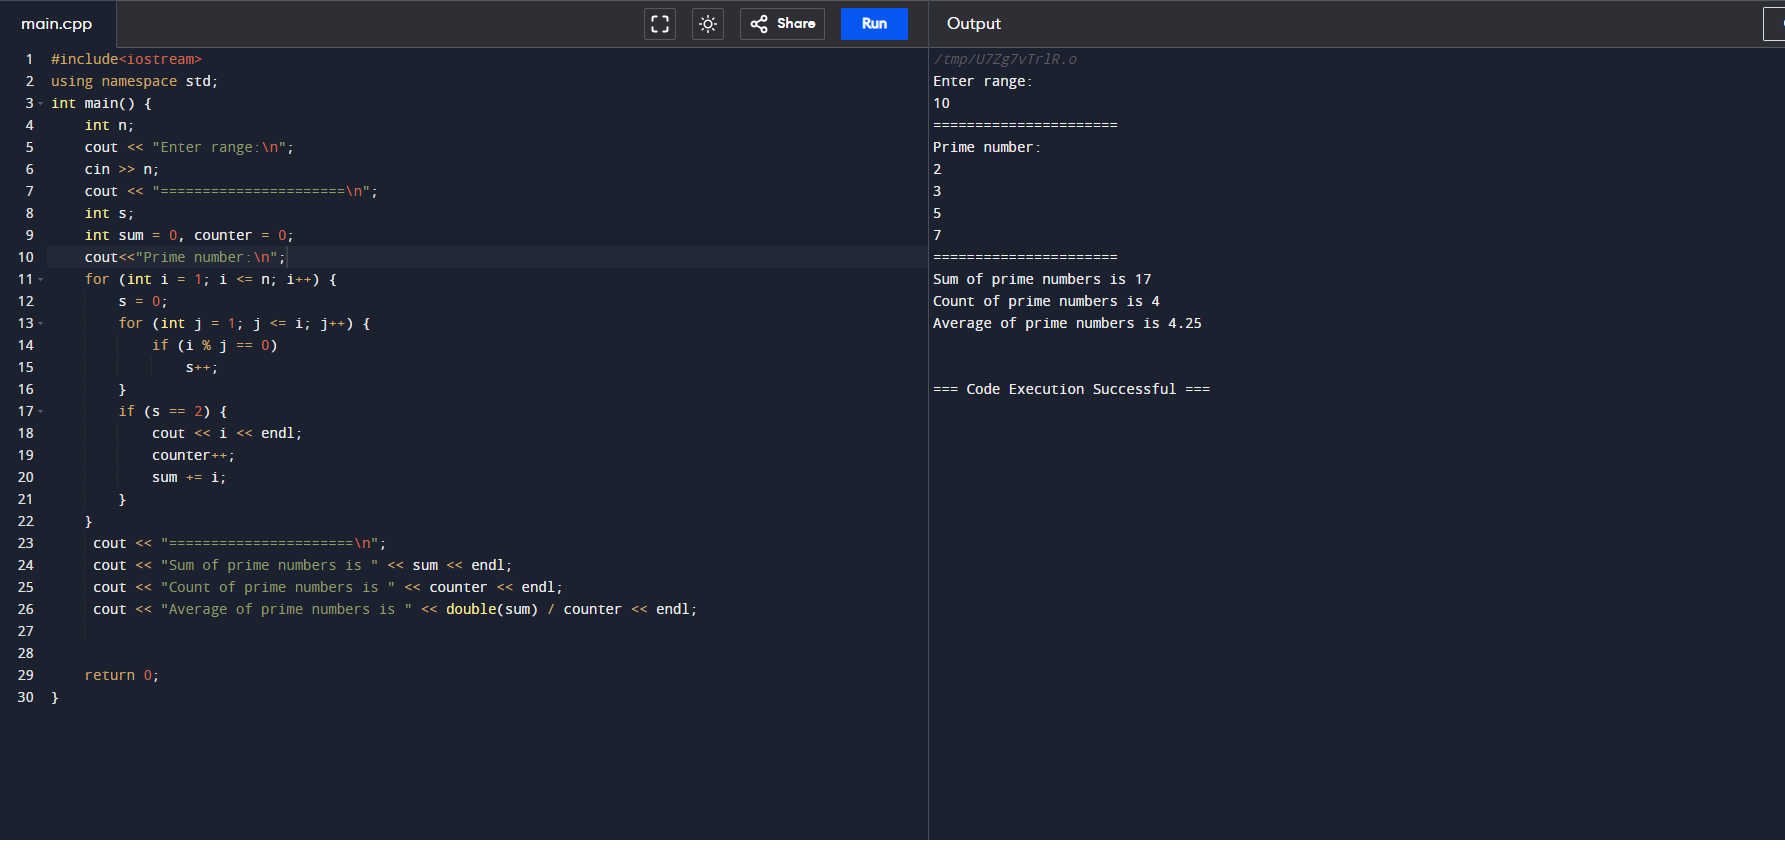 main.cpp
Share
Run
Output
1 #include<iostream>
2 using namespace std;
3 int main() {
4     int n;
5     cout << "Enter range:\n";
6     cin >> n;
7     cout << "======================\n";
8     int s;
9     int sum = 0, counter = 0;
10     cout<<"Prime number:\n";
11     for (int i = 1; i <= n; i++) {
12         s = 0;
13         for (int j = 1; j <= i; j++) {
14             if (i % j == 0)
15                 s++;
16         }
17         if (s == 2) {
18             cout << i << endl;
19             counter++;
20             sum += i;
21         }
22     }
23      cout << "======================\n";
24      cout << "Sum of prime numbers is " << sum << endl;
25      cout << "Count of prime numbers is " << counter << endl;
26      cout << "Average of prime numbers is " << double(sum) / counter << endl;
27
28
29     return 0;
30 }
/tmp/U7Zg7vTrlR.o
Enter range:
10
======================
Prime number:
2
3
5
7
======================
Sum of prime numbers is 17
Count of prime numbers is 4
Average of prime numbers is 4.25
=== Code Execution Successful ===